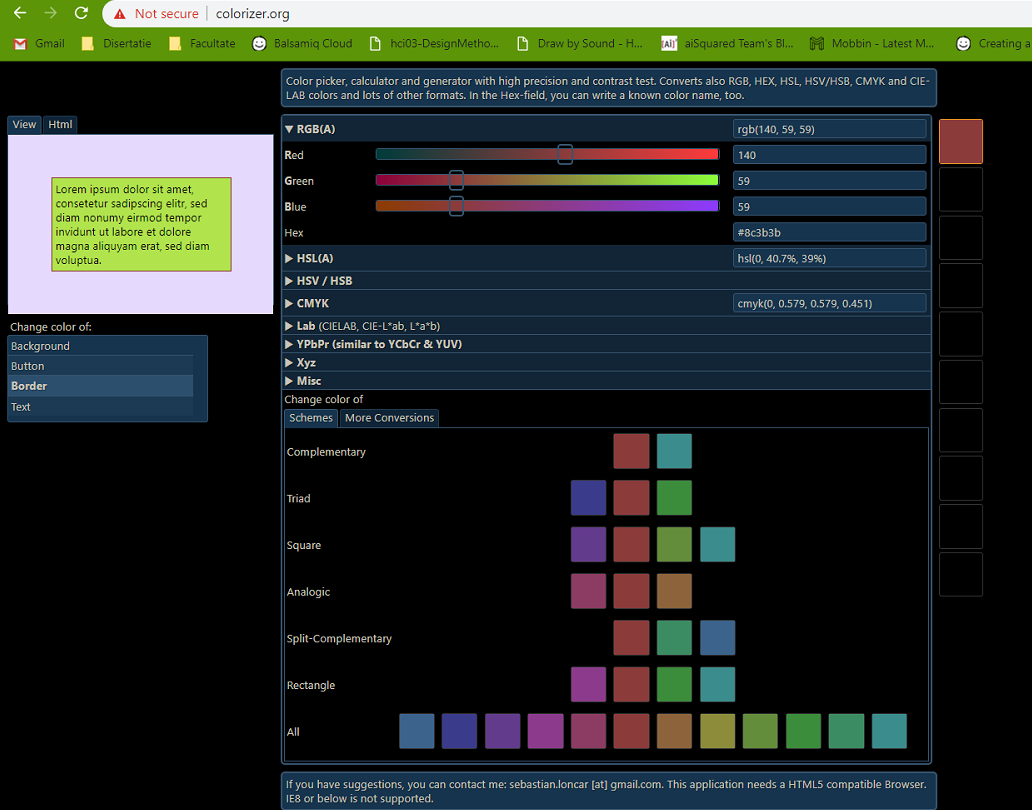 Not secure | colorizer.org
Gmail Disertatie Facultate Balsamiq Cloud hci03-DesignMetho... Draw by Sound - H... aiSquared Team's Bl... Mobbin - Latest M... Creating a
Color picker, calculator and generator with high precision and contrast test. Converts also RGB, HEX, HSL, HSV/HSB, CMYK and CIE-
LAB colors and lots of other formats. In the Hex-field, you can write a known color name, too.
View Html
Lorem ipsum dolor sit amet,
consetetur sadipscing elitr, sed
diam nonumy eirmod tempor
invidunt ut labore et dolore
magna aliquyam erat, sed diam
voluptua.
Change color of:
Background
Button
Border
Text
RGB(A) rgb(140, 59, 59)
Red 140
Green 59
Blue 59
Hex #8c3b3b
HSL(A) hsl(0, 40.7%, 39%)
HSV / HSB
CMYK cmyk(0, 0.579, 0.579, 0.451)
Lab (CIELAB, CIE-L*ab, L*a*b)
YPbPr (similar to YCbCr & YUV)
Xyz
Misc
Change color of
Schemes More Conversions
Complementary
Triad
Square
Analogic
Split-Complementary
Rectangle
All
If you have suggestions, you can contact me: sebastian.loncar [at] gmail.com. This application needs a HTML5 compatible Browser.
IE8 or below is not supported.